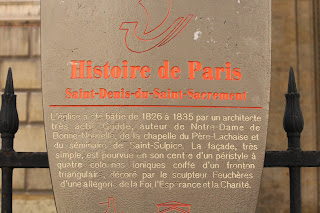 Histoire de Paris
Saint-Denis-du-Saint-Sacrement
L'église a été bâtie de 1826 à 1835 par un architecte
très actif, Godde, auteur de Notre-Dame de
Bonne-Nouvelle, de la chapelle du Père-Lachaise et
du séminaire de Saint-Sulpice. La façade, très
simple, est pourvue en son centre d'un péristyle à
quatre colonnes ioniques coiffé d'un fronton
triangulaire, décoré par le sculpteur Feuchères
d'une allégorie de la Foi, l'Espérance et la Charité.